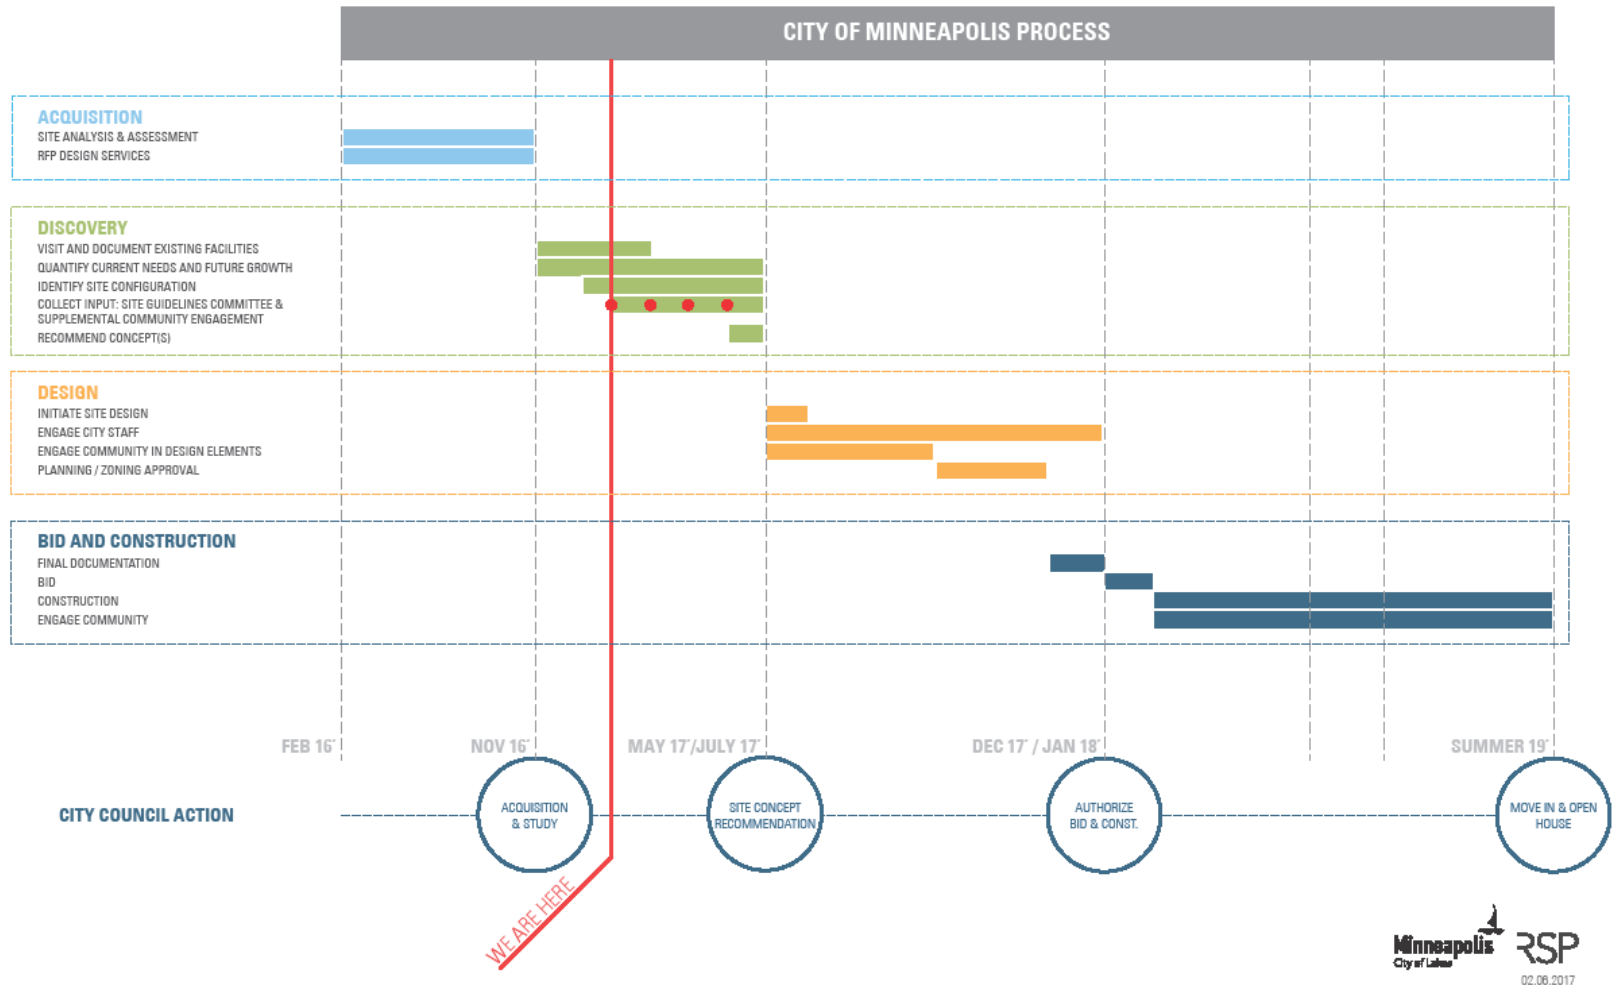 CITY OF MINNEAPOLIS PROCESS
ACQUISITION
SITE ANALYSIS & ASSESSMENT
RFP DESIGN SERVICES
DISCOVERY
VISIT AND DOCUMENT EXISTING FACILITIES
QUANTIFY CURRENT NEEDS AND FUTURE GROWTH
IDENTIFY SITE CONFIGURATION
COLLECT INPUT: SITE GUIDELINES COMMITTEE &
SUPPLEMENTAL COMMUNITY ENGAGEMENT
RECOMMEND CONCEPT(S)
DESIGN
INITIATE SITE DESIGN
ENGAGE CITY STAFF
ENGAGE COMMUNITY IN DESIGN ELEMENTS
PLANNING / ZONING APPROVAL
BID AND CONSTRUCTION
FINAL DOCUMENTATION
BID
CONSTRUCTION
ENGAGE COMMUNITY
FEB 16' NOV 16' MAY 17'/JULY 17' DEC 17' / JAN 18' SUMMER 19'
CITY COUNCIL ACTION
ACQUISITION
& STUDY
SITE CONCEPT
RECOMMENDATION
AUTHORIZE
BID & CONST.
MOVE IN & OPEN
HOUSE
WE ARE HERE
Minneapolis
City of Lakes
RSP
02.06.2017